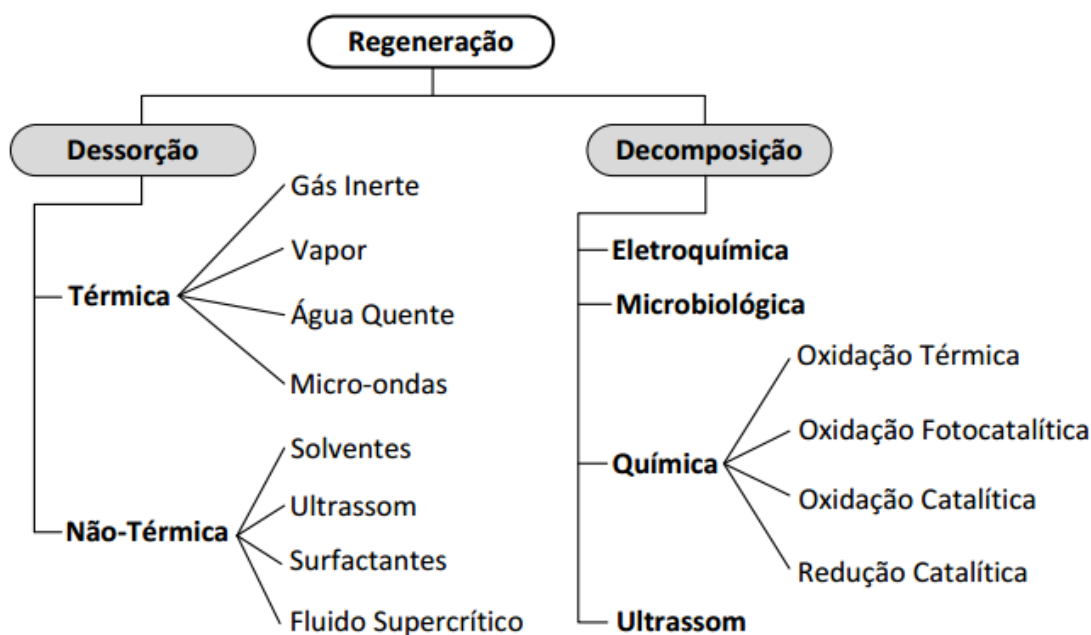 Regeneração
Dessorção
Térmica
Gás Inerte
Vapor
Água Quente
Micro-ondas
Não-Térmica
Solventes
Ultrassom
Surfactantes
Fluido Supercrítico
Decomposição
Eletroquímica
Microbiológica
Química
Oxidação Térmica
Oxidação Fotocatalítica
Oxidação Catalítica
Redução Catalítica
Ultrassom